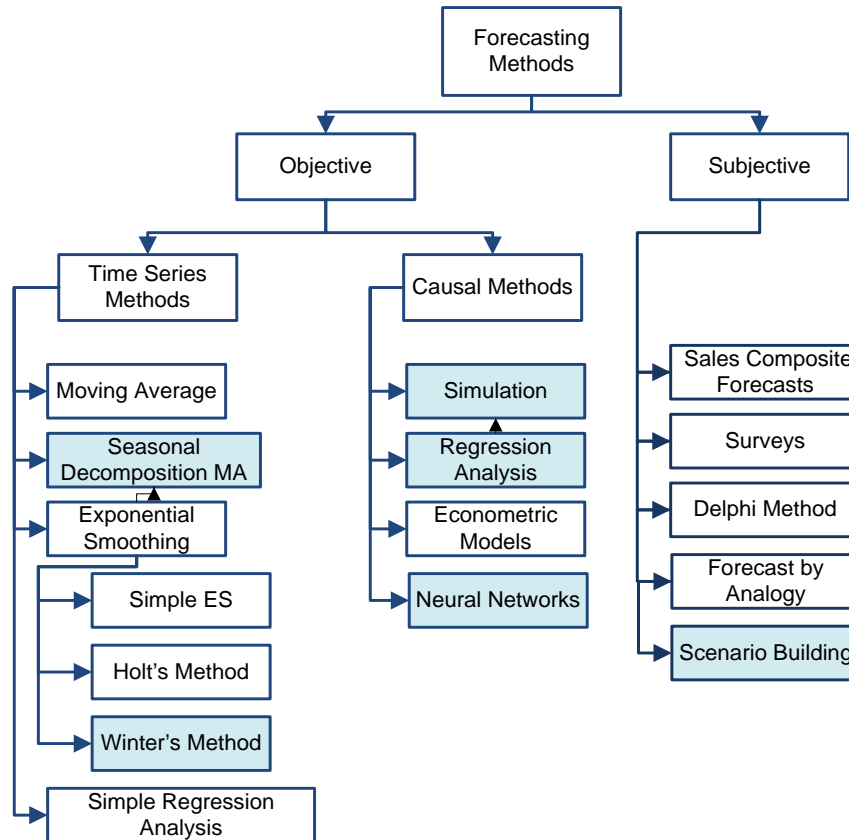 Forecasting
Methods
Objective
Subjective
Time Series
Methods
Causal Methods
Moving Average
Seasonal
Decomposition MA
Exponential
Smoothing
Simple ES
Holt's Method
Winter's Method
Simple Regression
Analysis
Simulation
Regression
Analysis
Econometric
Models
Neural Networks
Sales Composite
Forecasts
Surveys
Delphi Method
Forecast by
Analogy
Scenario Building